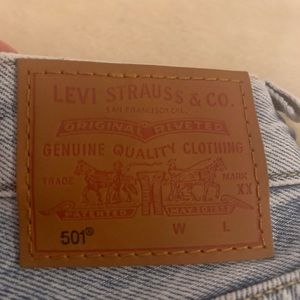 LEVI STRAUSS & CO.
SAN FRANCISCO, CAL.
ORIGINAL RIVETED
GENUINE QUALITY CLOTHING
TRADE MARK
XX
PATENTED MAY 20 1873
501® W L